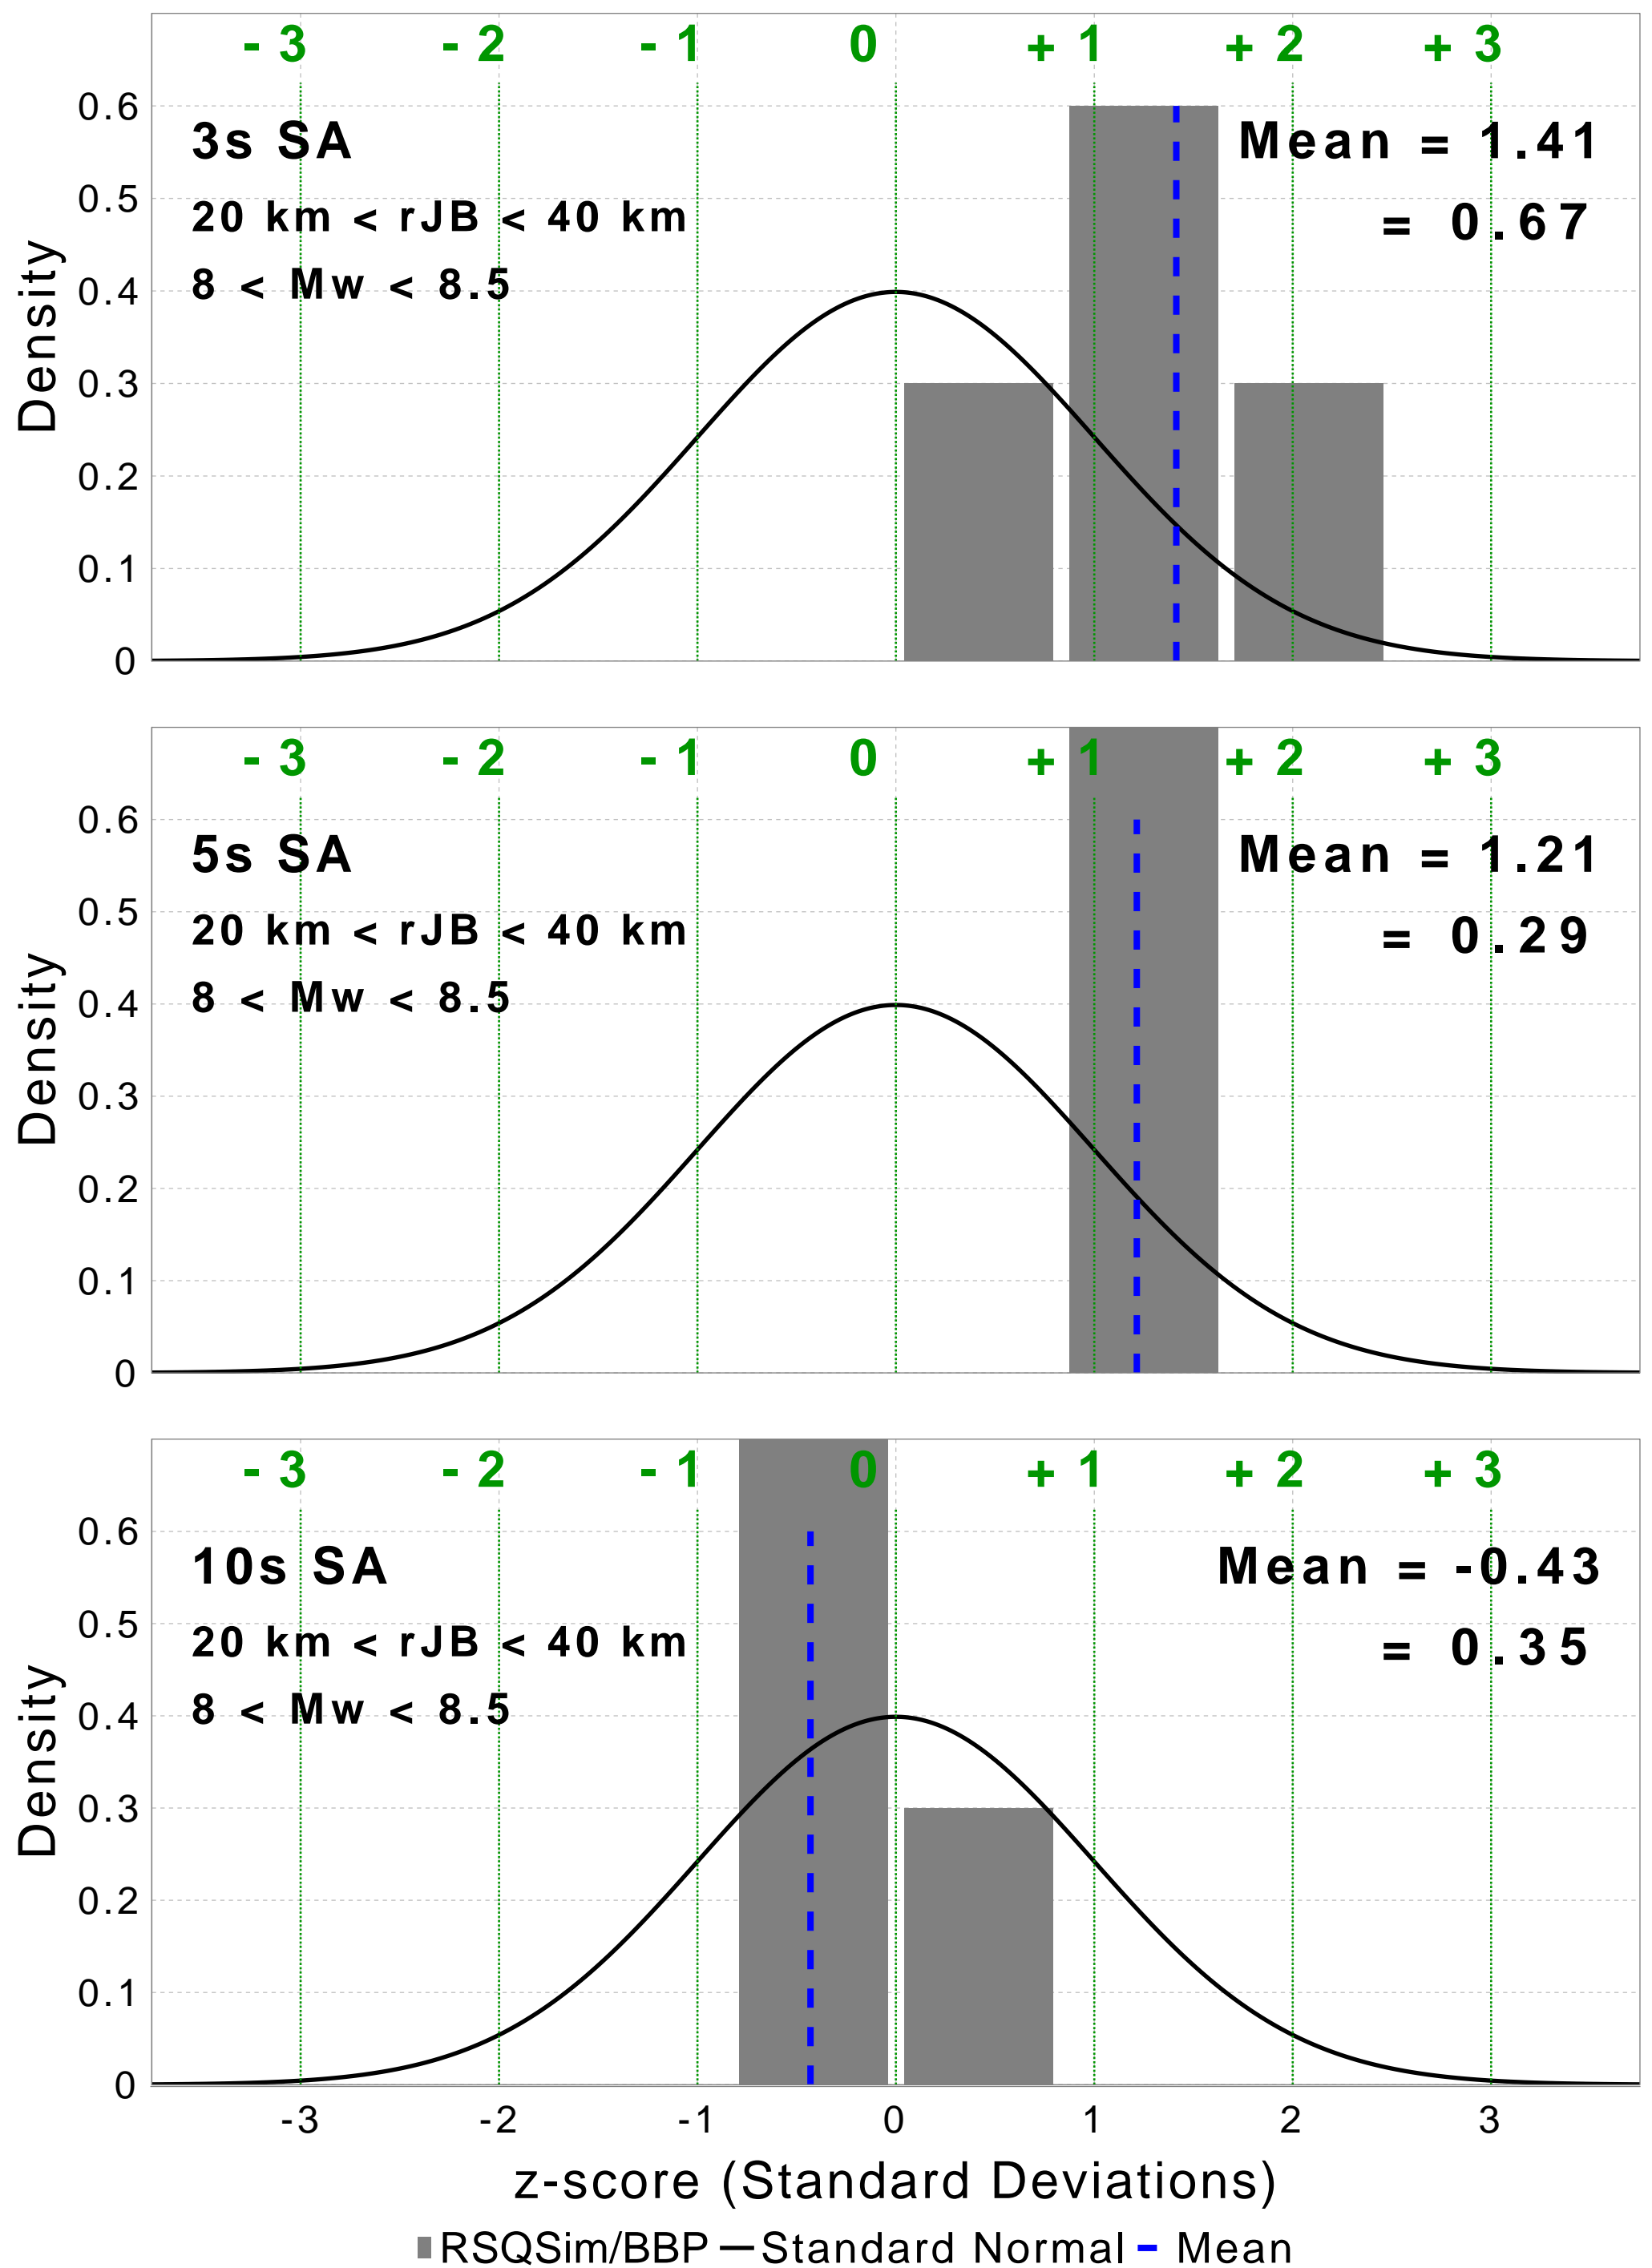 - 3 - 2 - 1 0 + 1 + 2 + 3
0.6
3s SA
Mean = 1.41
0.5
20 km < rJB < 40 km
= 0.67
0.4
8 < Mw < 8.5
Density
0.3
0.2
0.1
0
- 3 - 2 - 1 0 + 1 + 2 + 3
0.6
5s SA
Mean = 1.21
0.5
20 km < rJB < 40 km
= 0.29
0.4
8 < Mw < 8.5
Density
0.3
0.2
0.1
0
- 3 - 2 - 1 0 + 1 + 2 + 3
0.6
10s SA
Mean = -0.43
0.5
20 km < rJB < 40 km
= 0.35
0.4
8 < Mw < 8.5
Density
0.3
0.2
0.1
0
-3 -2 -1 0 1 2 3
z-score (Standard Deviations)
RSQSim/BBP Standard Normal Mean